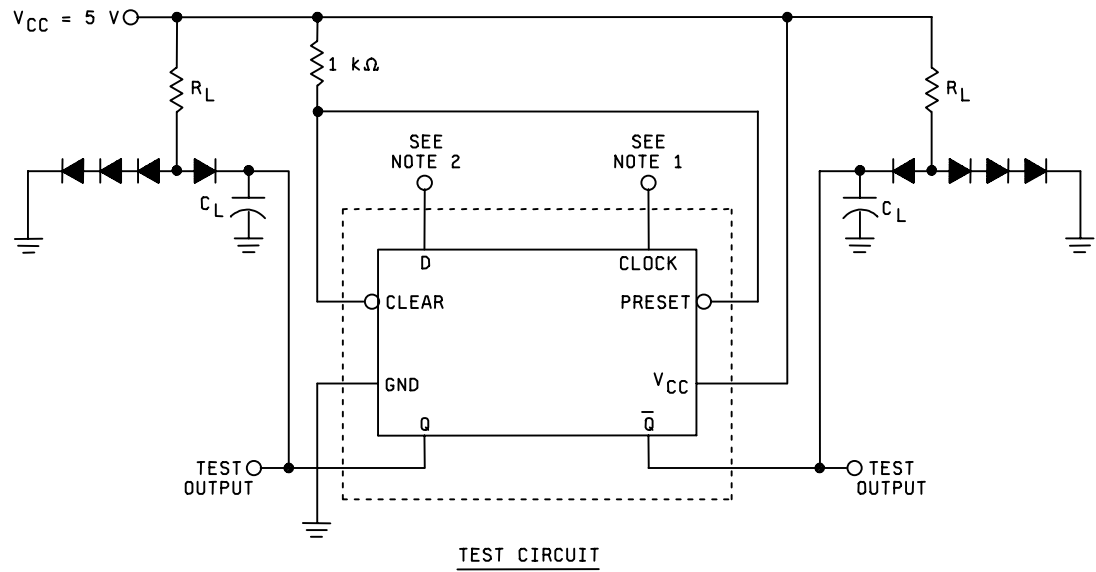 V_CC = 5 V
R_L
1 kΩ
R_L
SEE
NOTE 2
SEE
NOTE 1
C_L
C_L
D
CLOCK
CLEAR
PRESET
GND
V_CC
Q
Q̅
TEST
OUTPUT
TEST
OUTPUT
TEST CIRCUIT